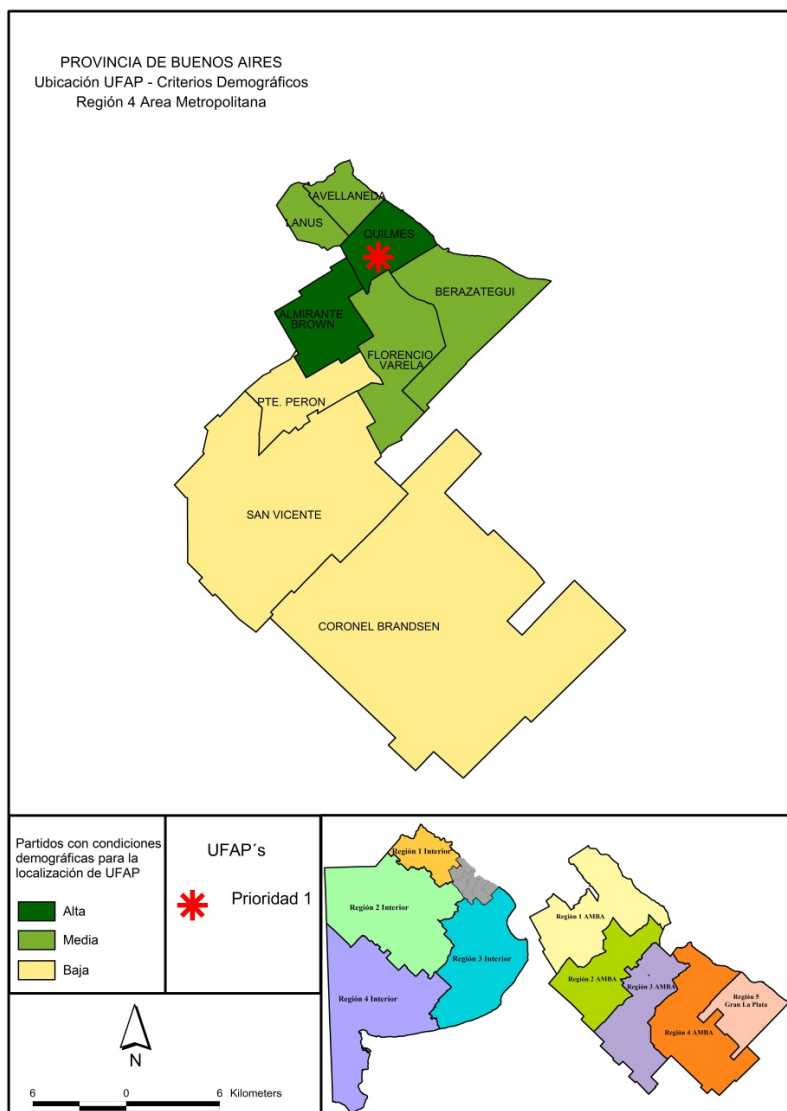 PROVINCIA DE BUENOS AIRES
Ubicación UFAP - Criterios Demográficos
Región 4 Area Metropolitana
AVELLANEDA
LANUS
QUILMES
BERAZATEGUI
ALMIRANTE
BROWN
FLORENCIO
VARELA
PTE. PERON
SAN VICENTE
CORONEL BRANDSEN
Partidos con condiciones
demográficas para la
localización de UFAP
Alta
Media
Baja
UFAP´s
Prioridad 1
N
6 0 6 Kilometers
Región 1 Interior
Región 2 Interior
Región 3 Interior
Región 4 Interior
Región 1 AMBA
Región 2 AMBA
Región 3 AMBA
Región 4 AMBA
Región 5
Gran La Plata